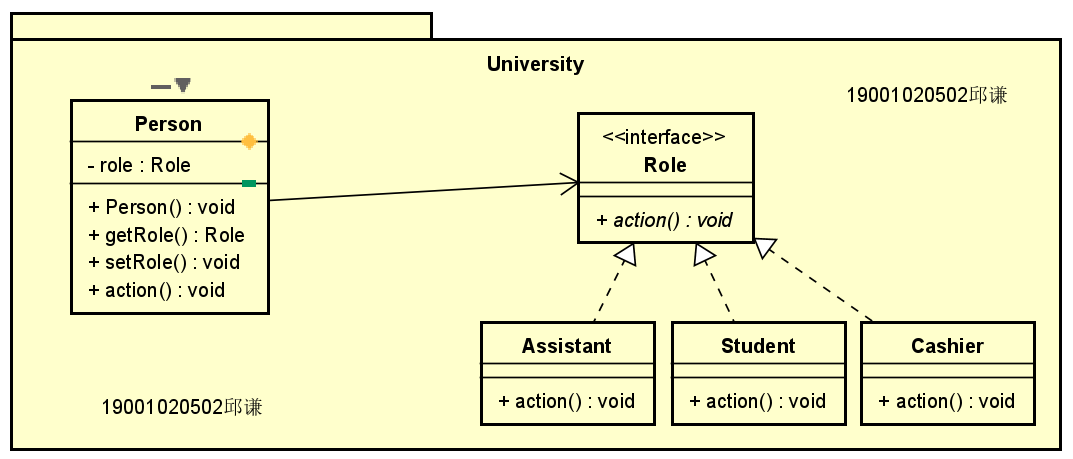 University
19001020502邱谦
Person
- role : Role
+ Person() : void
+ getRole() : Role
+ setRole() : void
+ action() : void
<<interface>>
Role
+ action() : void
Assistant
+ action() : void
Student
+ action() : void
Cashier
+ action() : void
19001020502邱谦